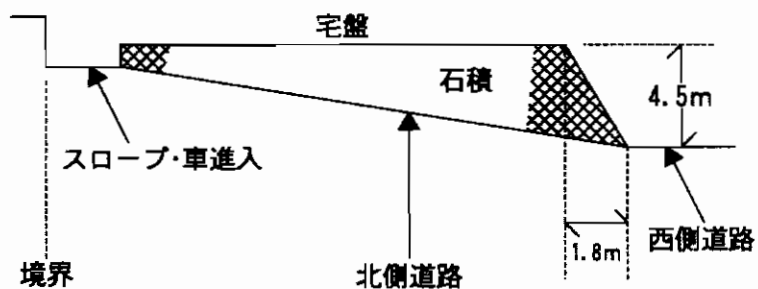 宅盤
石積
4.5m
スロープ・車進入
1.8m
西側道路
境界
北側道路